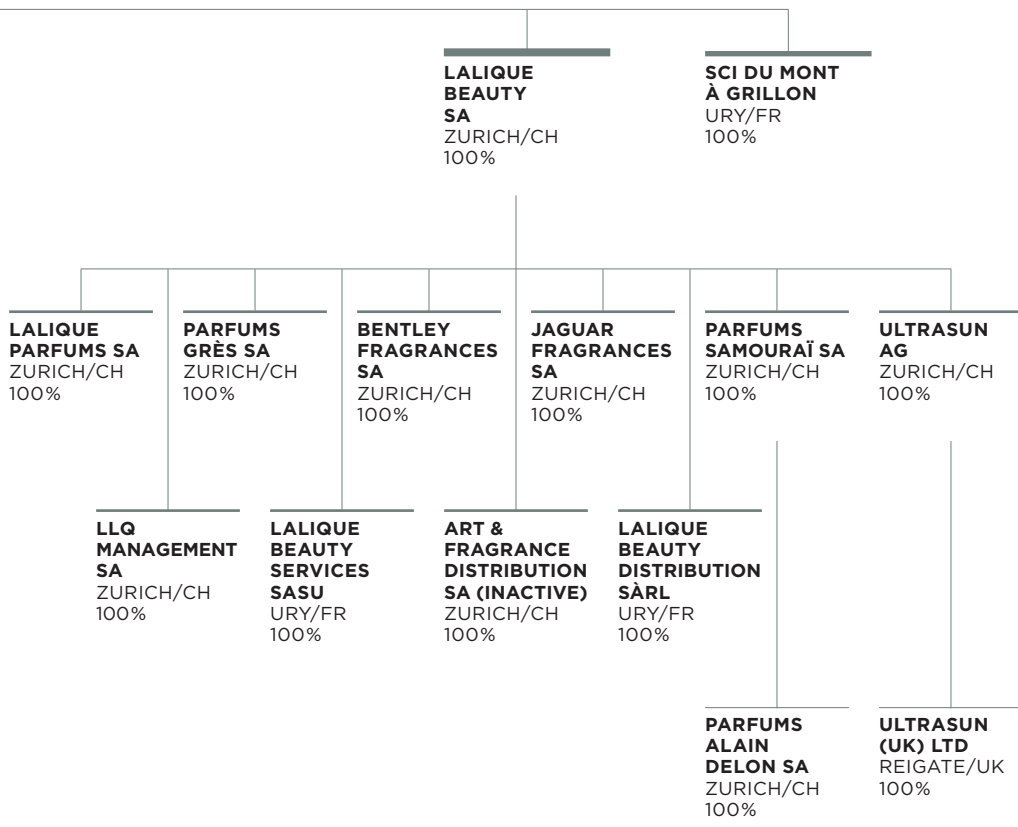 LALIQUE
BEAUTY
SA
ZURICH/CH
100%
SCI DU MONT
À GRILLON
URY/FR
100%
LALIQUE
PARFUMS SA
ZURICH/CH
100%
PARFUMS
GRÈS SA
ZURICH/CH
100%
BENTLEY
FRAGRANCES
SA
ZURICH/CH
100%
JAGUAR
FRAGRANCES
SA
ZURICH/CH
100%
PARFUMS
SAMOURAÏ SA
ZURICH/CH
100%
ULTRASUN
AG
ZURICH/CH
100%
LLQ
MANAGEMENT
SA
ZURICH/CH
100%
LALIQUE
BEAUTY
SERVICES
SASU
URY/FR
100%
ART &
FRAGRANCE
DISTRIBUTION
SA (INACTIVE)
ZURICH/CH
100%
LALIQUE
BEAUTY
DISTRIBUTION
SÀRL
URY/FR
100%
PARFUMS
ALAIN
DELON SA
ZURICH/CH
100%
ULTRASUN
(UK) LTD
REIGATE/UK
100%